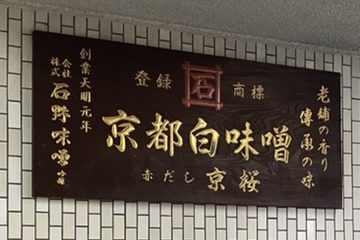 登録
石
商標
京都白味噌
赤だし 京桜
老舗の香り
傳承の味
創業天明元年
株式会社 石野味噌